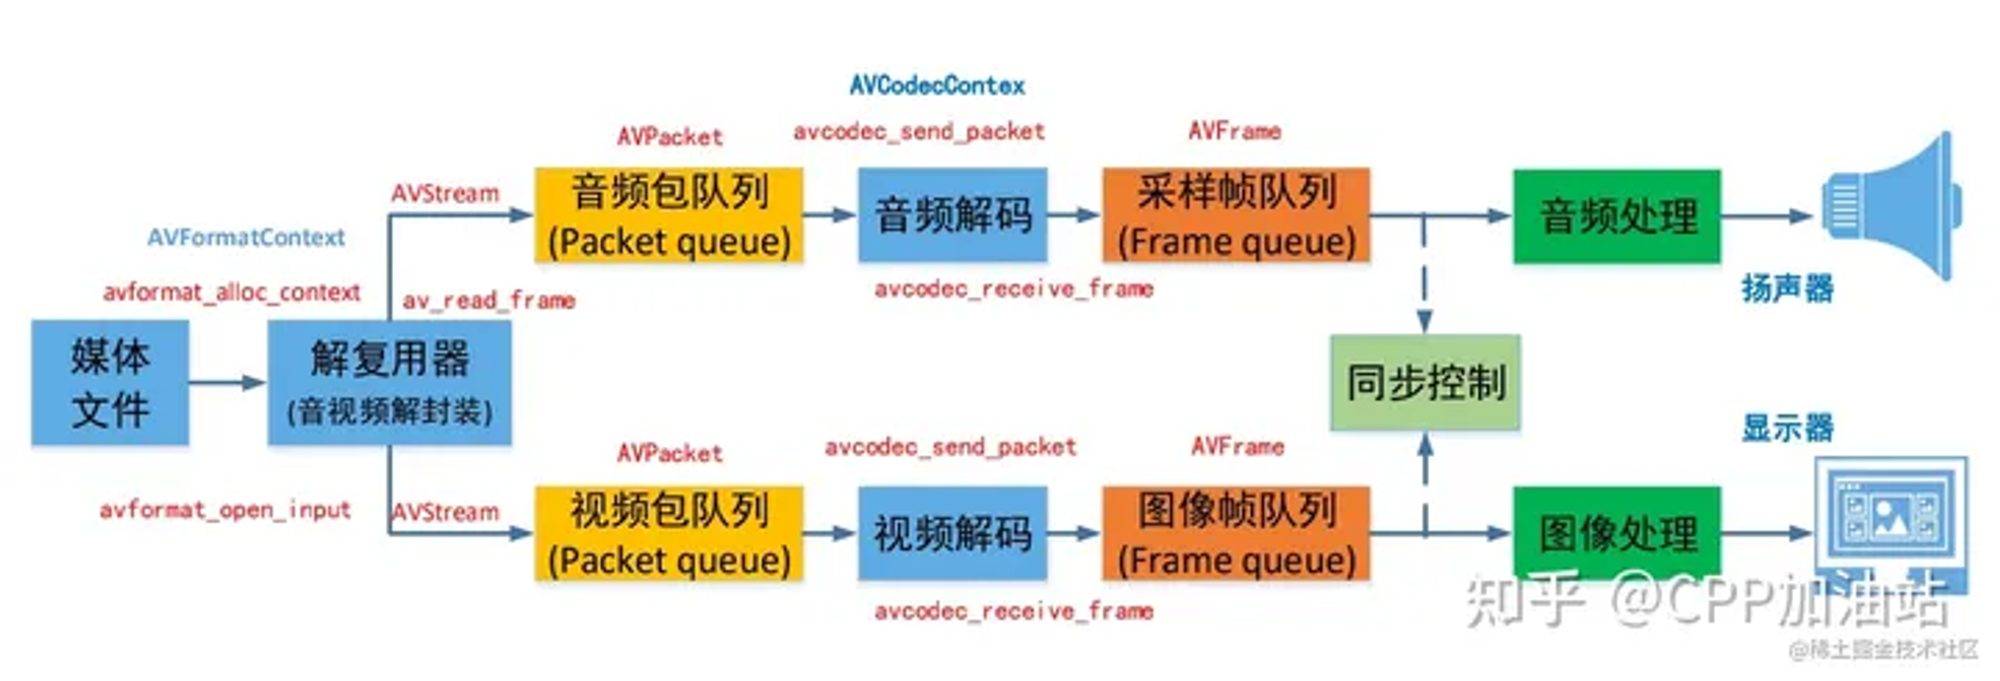 AVCodecContex
AVPacket
avcodec_send_packet
AVFrame
AVStream
音频包队列
(Packet queue)
音频解码
采样帧队列
(Frame queue)
音频处理
AVFormatContext
avformat_alloc_context
av_read_frame
avcodec_receive_frame
扬声器
媒体
文件
解复用器
(音视频解封装)
同步控制
显示器
AVPacket
avcodec_send_packet
AVFrame
avformat_open_input
AVStream
视频包队列
(Packet queue)
视频解码
图像帧队列
(Frame queue)
图像处理
avcodec_receive_frame
知乎 @CPP加油站
@稀土掘金技术社区